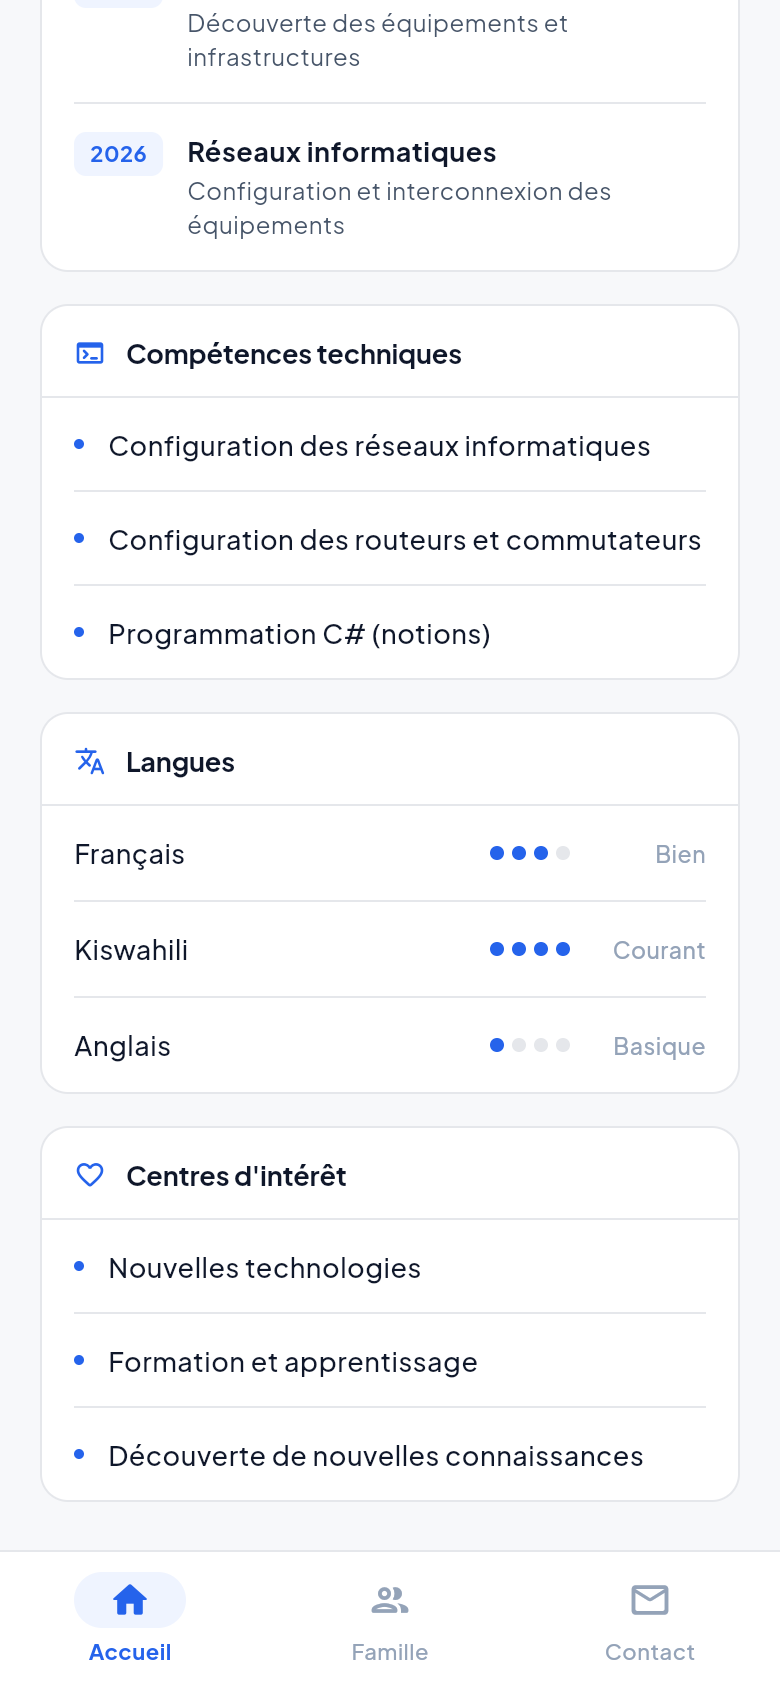 Découverte des équipements et
infrastructures
2026
Réseaux informatiques
Configuration et interconnexion des
équipements
Compétences techniques
Configuration des réseaux informatiques
Configuration des routeurs et commutateurs
Programmation C# (notions)
Langues
Français Bien
Kiswahili Courant
Anglais Basique
Centres d'intérêt
Nouvelles technologies
Formation et apprentissage
Découverte de nouvelles connaissances
Accueil Famille Contact